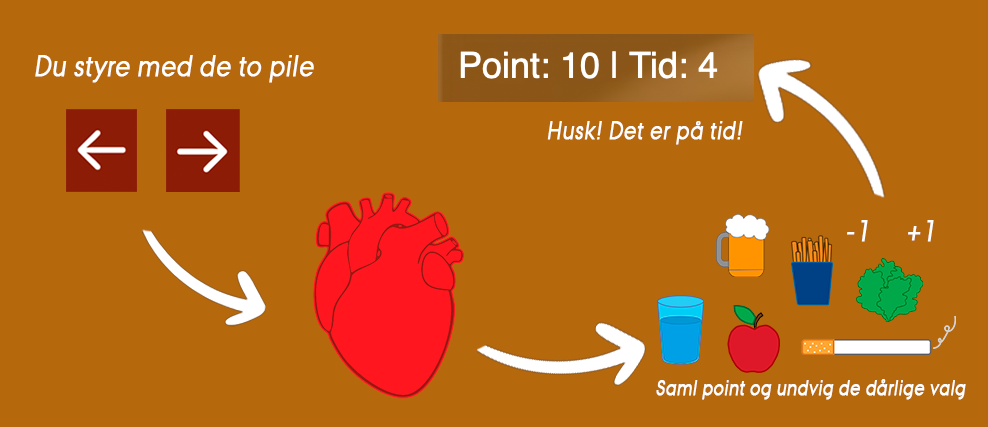 Du styre med de to pile
Point: 10 | Tid: 4
Husk! Det er på tid!
-1 +1
Saml point og undvig de dårlige valg